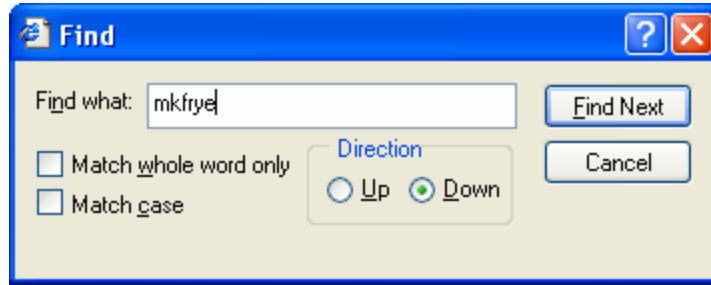 Find
Find what: mkfrye Find Next
Match whole word only Direction Cancel
Match case Up Down